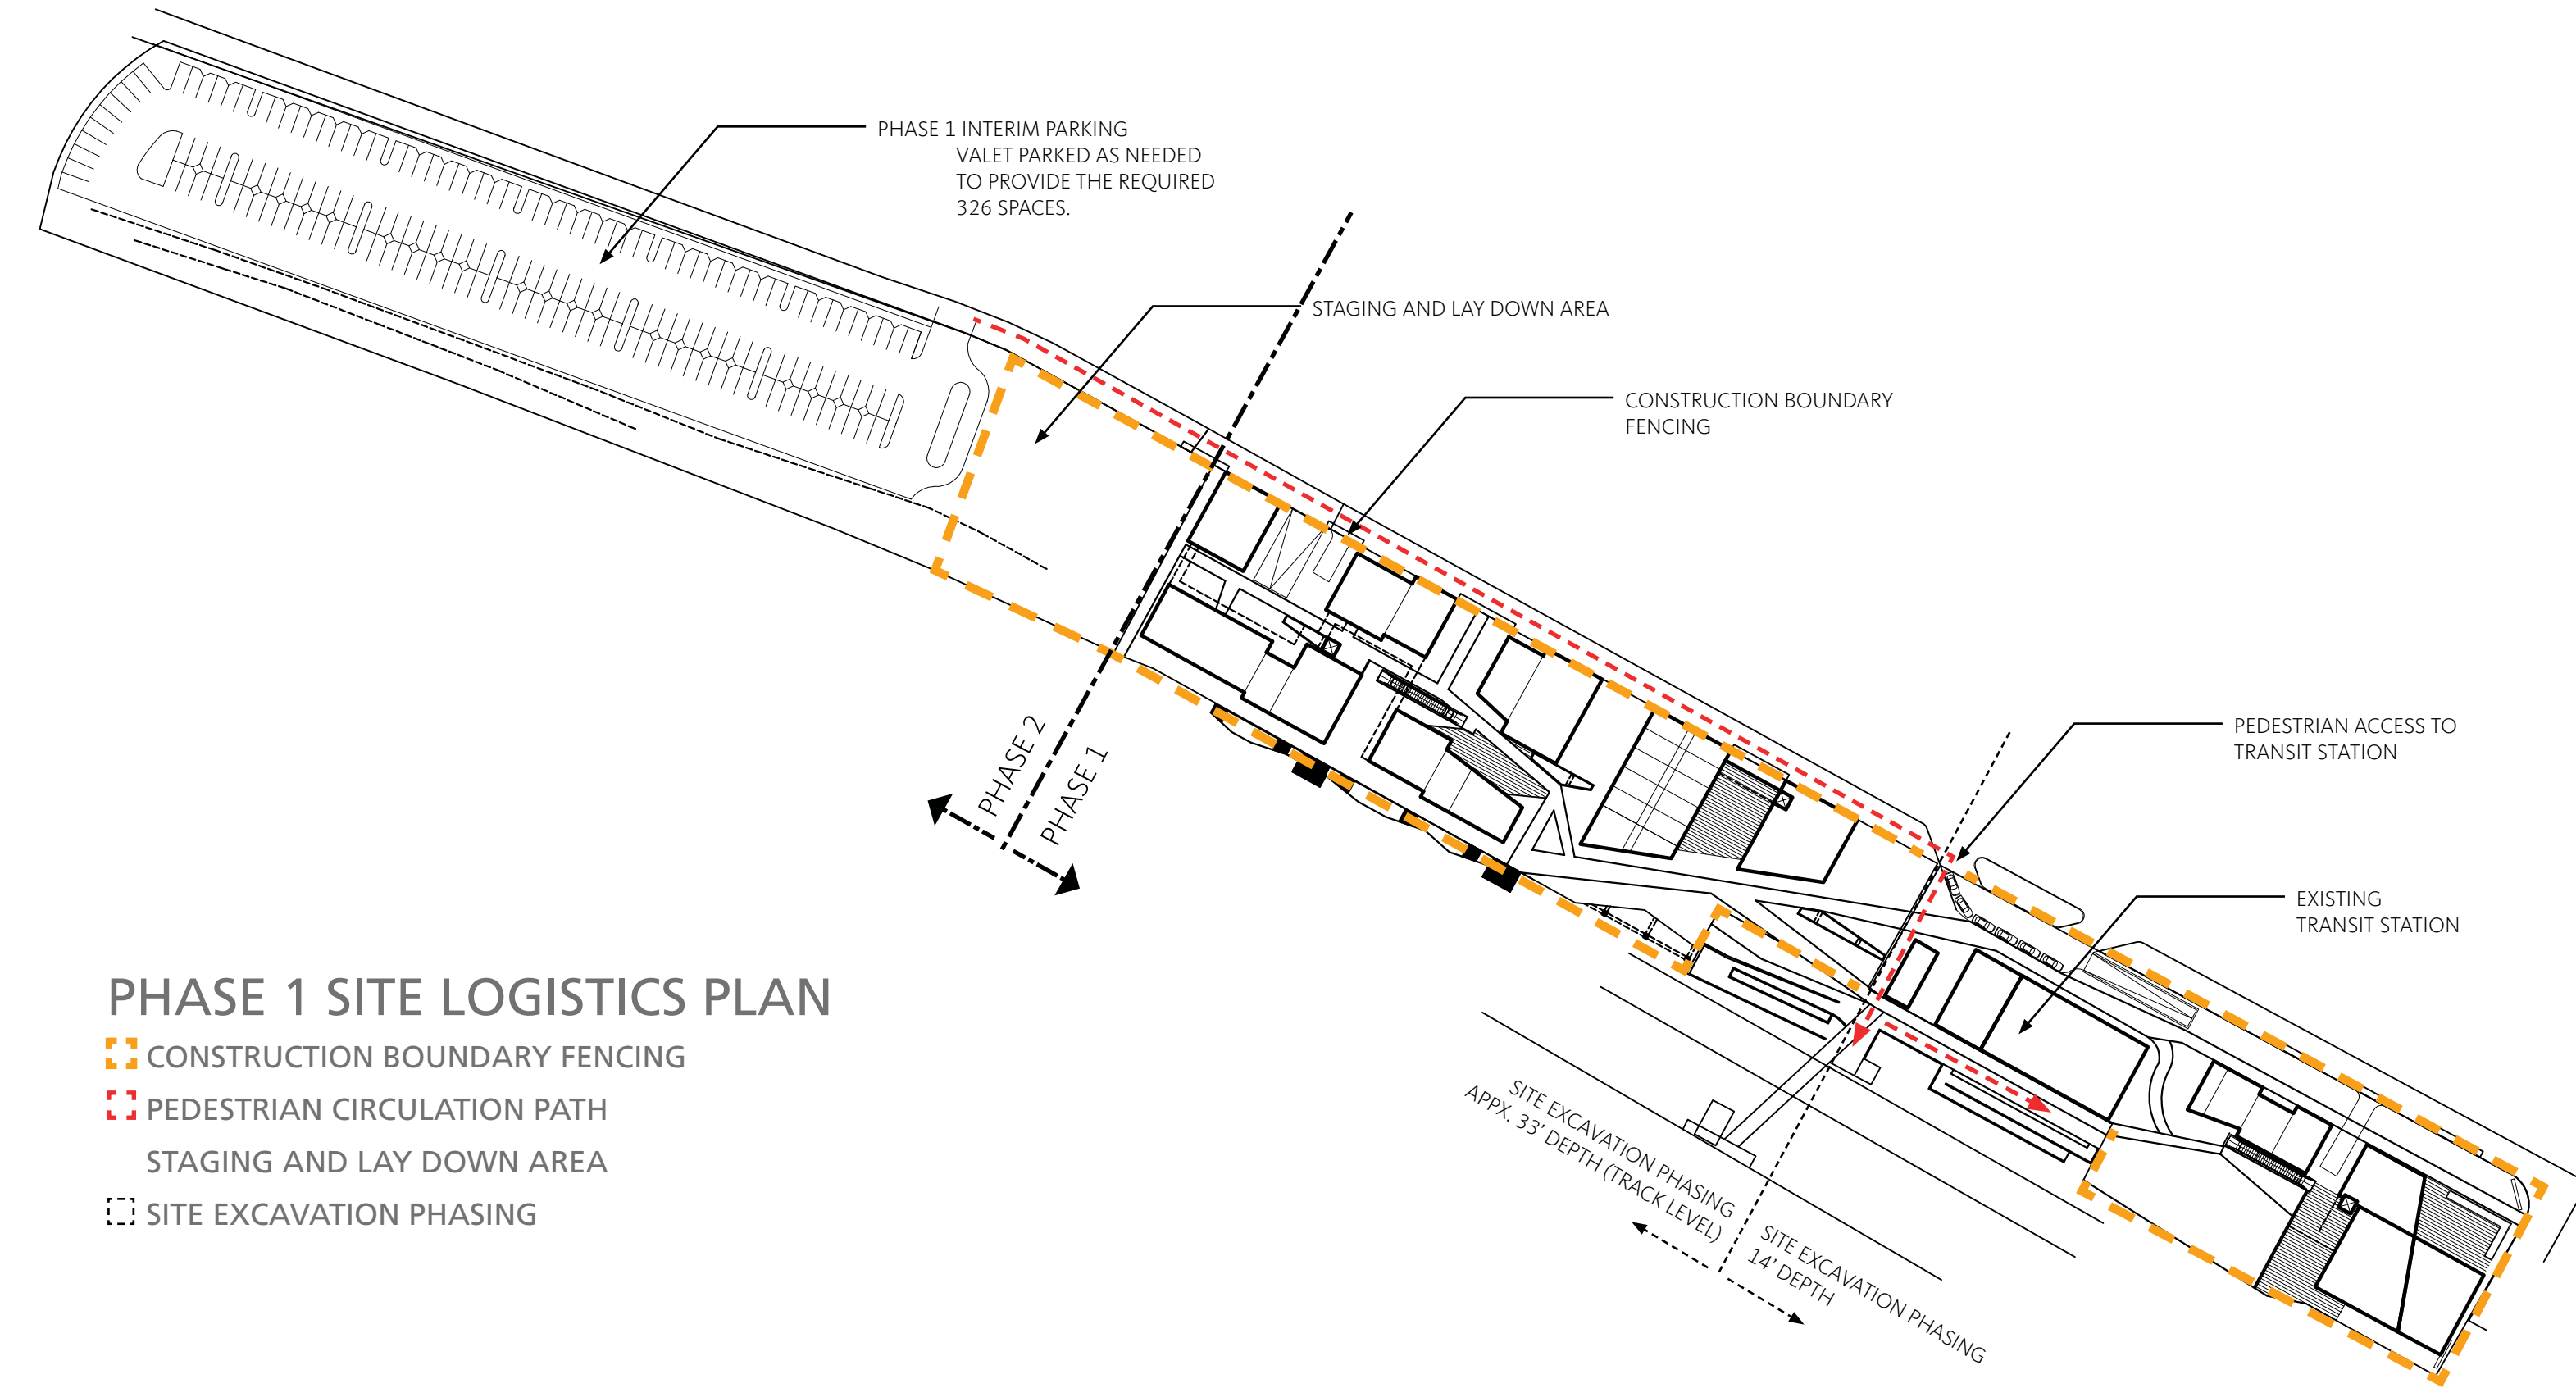 PHASE 1 INTERIM PARKING
VALET PARKED AS NEEDED
TO PROVIDE THE REQUIRED
326 SPACES.
STAGING AND LAY DOWN AREA
CONSTRUCTION BOUNDARY
FENCING
PEDESTRIAN ACCESS TO
TRANSIT STATION
EXISTING
TRANSIT STATION
PHASE 2
PHASE 1
SITE EXCAVATION PHASING
APPX. 33' DEPTH (TRACK LEVEL)
SITE EXCAVATION PHASING
14' DEPTH
PHASE 1 SITE LOGISTICS PLAN
CONSTRUCTION BOUNDARY FENCING
PEDESTRIAN CIRCULATION PATH
STAGING AND LAY DOWN AREA
SITE EXCAVATION PHASING